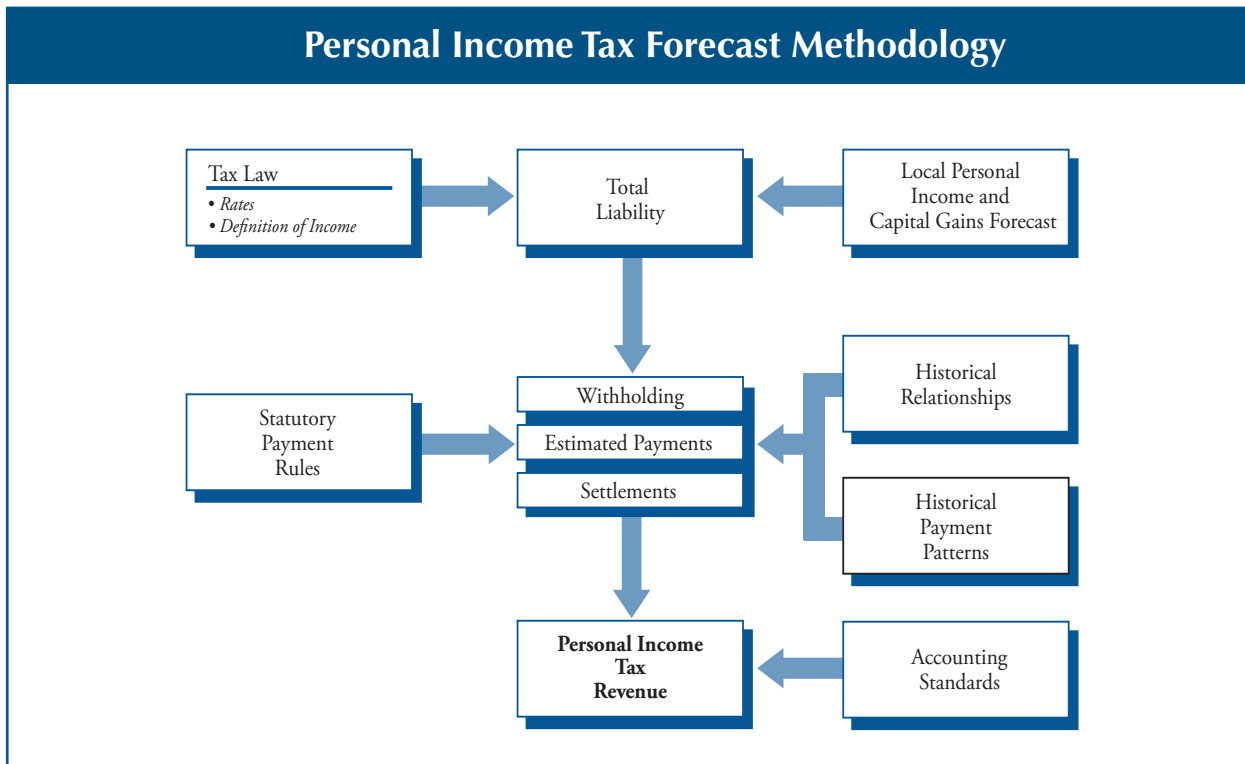 Personal Income Tax Forecast Methodology
Tax Law
• Rates
• Definition of Income
Total
Liability
Local Personal
Income and
Capital Gains Forecast
Statutory
Payment
Rules
Withholding
Estimated Payments
Settlements
Historical
Relationships
Historical
Payment
Patterns
Personal Income
Tax
Revenue
Accounting
Standards